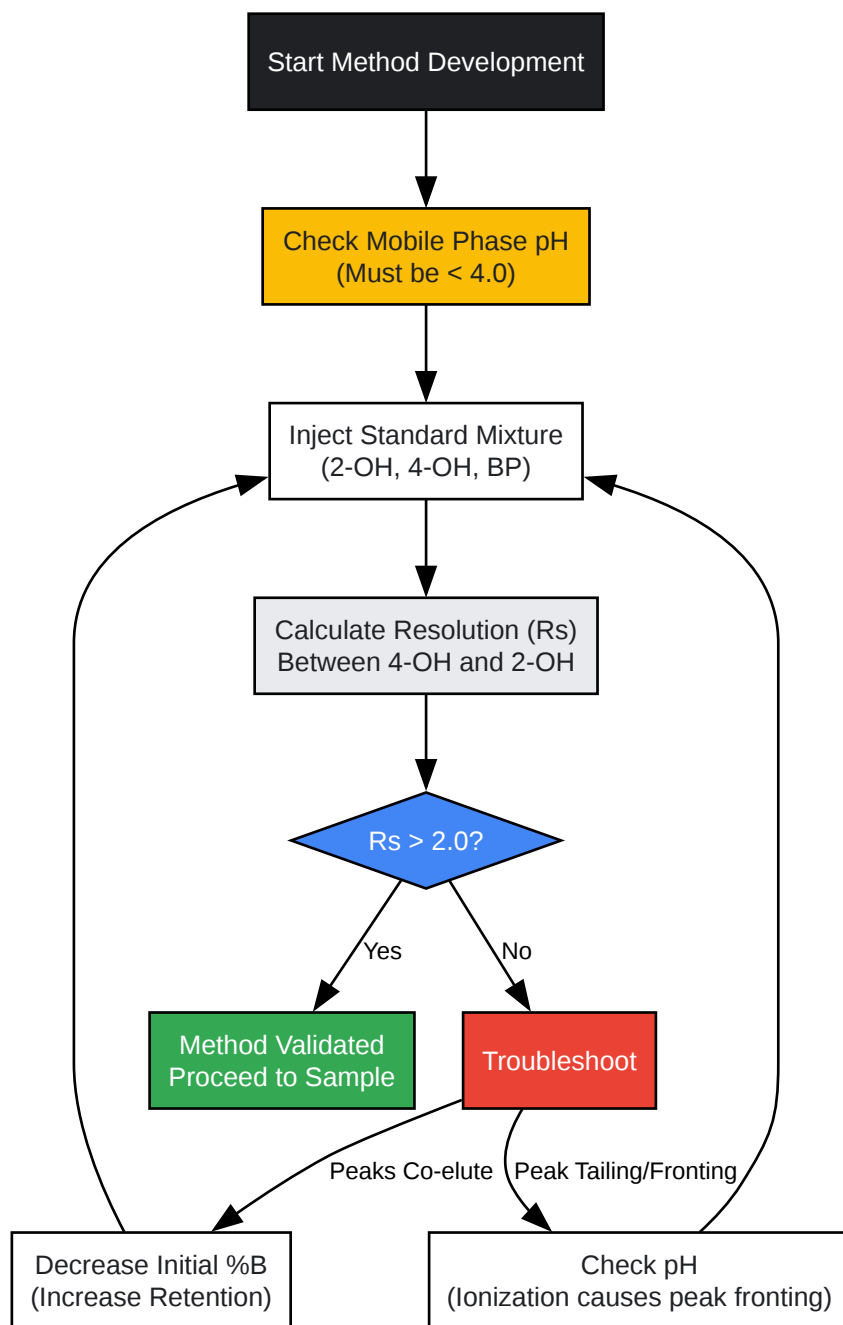 Start Method Development
Check Mobile Phase pH
(Must be < 4.0)
Inject Standard Mixture
(2-OH, 4-OH, BP)
Calculate Resolution (Rs)
Between 4-OH and 2-OH
Rs > 2.0?
Yes
No
Method Validated
Proceed to Sample
Troubleshoot
Peaks Co-elute
Peak Tailing/Fronting
Decrease Initial %B
(Increase Retention)
Check pH
(Ionization causes peak fronting)